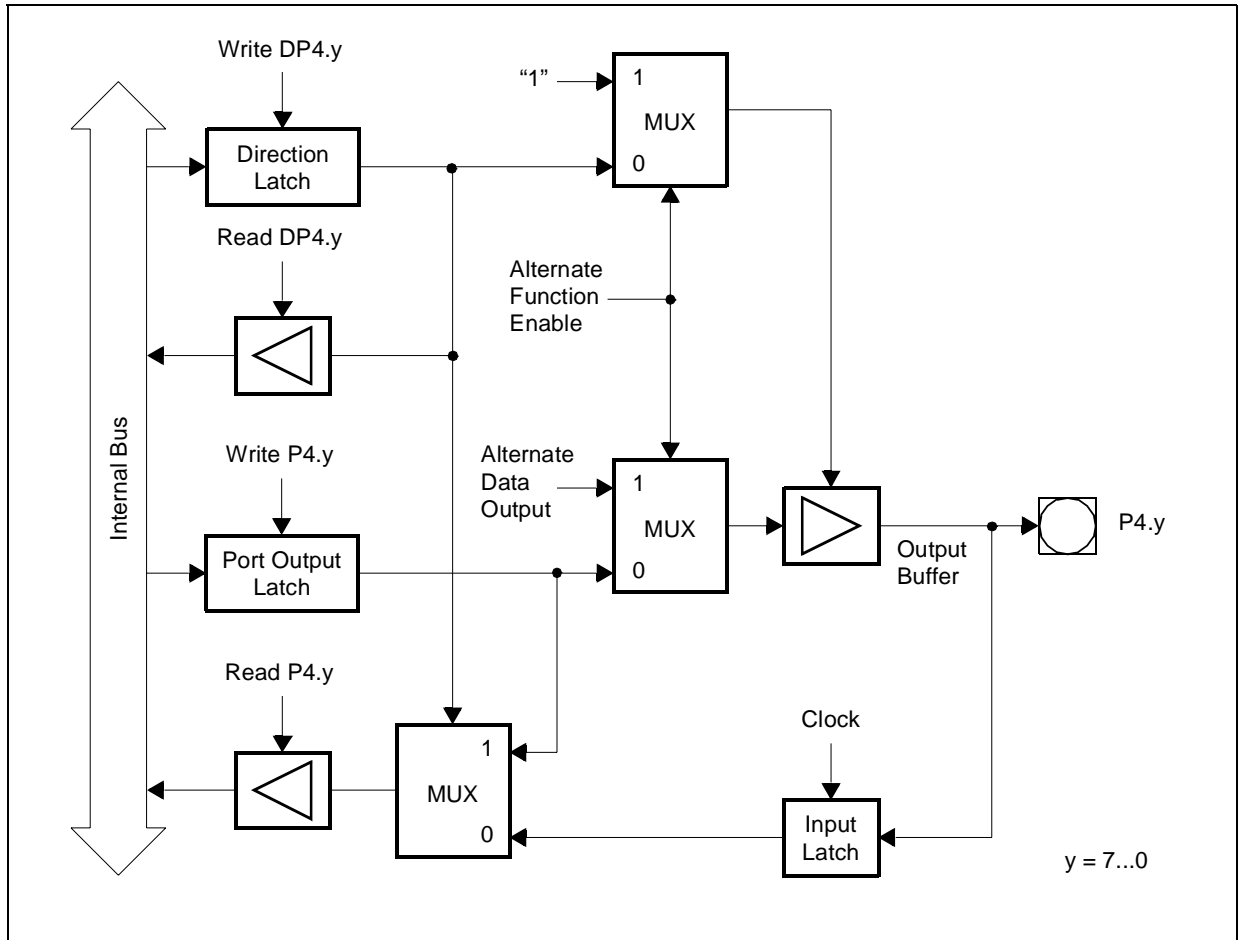 Write DP4.y
“1”
1
MUX
0
Direction
Latch
Read DP4.y
Alternate
Function
Enable
Internal Bus
Write P4.y
Alternate
Data
Output
1
MUX
0
P4.y
Output
Buffer
Port Output
Latch
Read P4.y
Clock
1
MUX
0
Input
Latch
y = 7...0